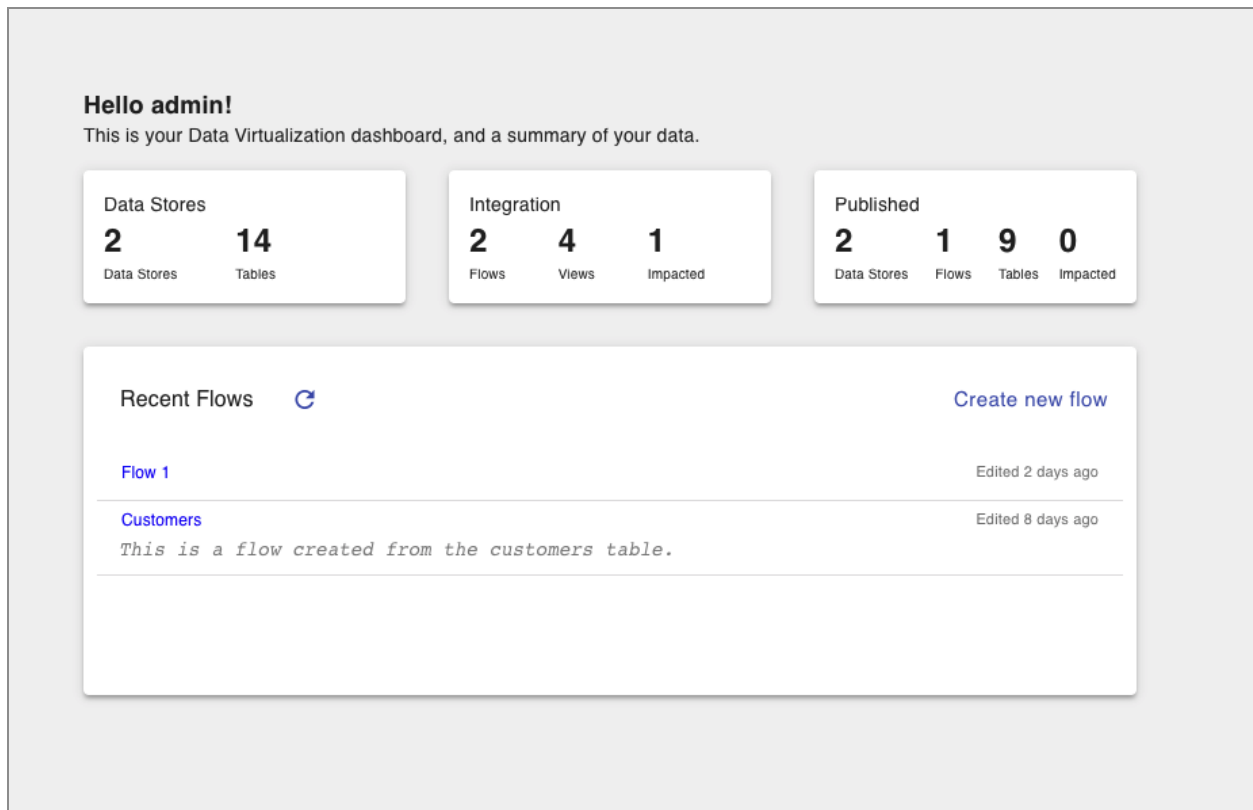 Hello admin!
This is your Data Virtualization dashboard, and a summary of your data.
Data Stores
2 14
Data Stores Tables
Integration
2 4 1
Flows Views Impacted
Published
2 1 9 0
Data Stores Flows Tables Impacted
Recent Flows Create new flow
Flow 1 Edited 2 days ago
Customers Edited 8 days ago
This is a flow created from the customers table.